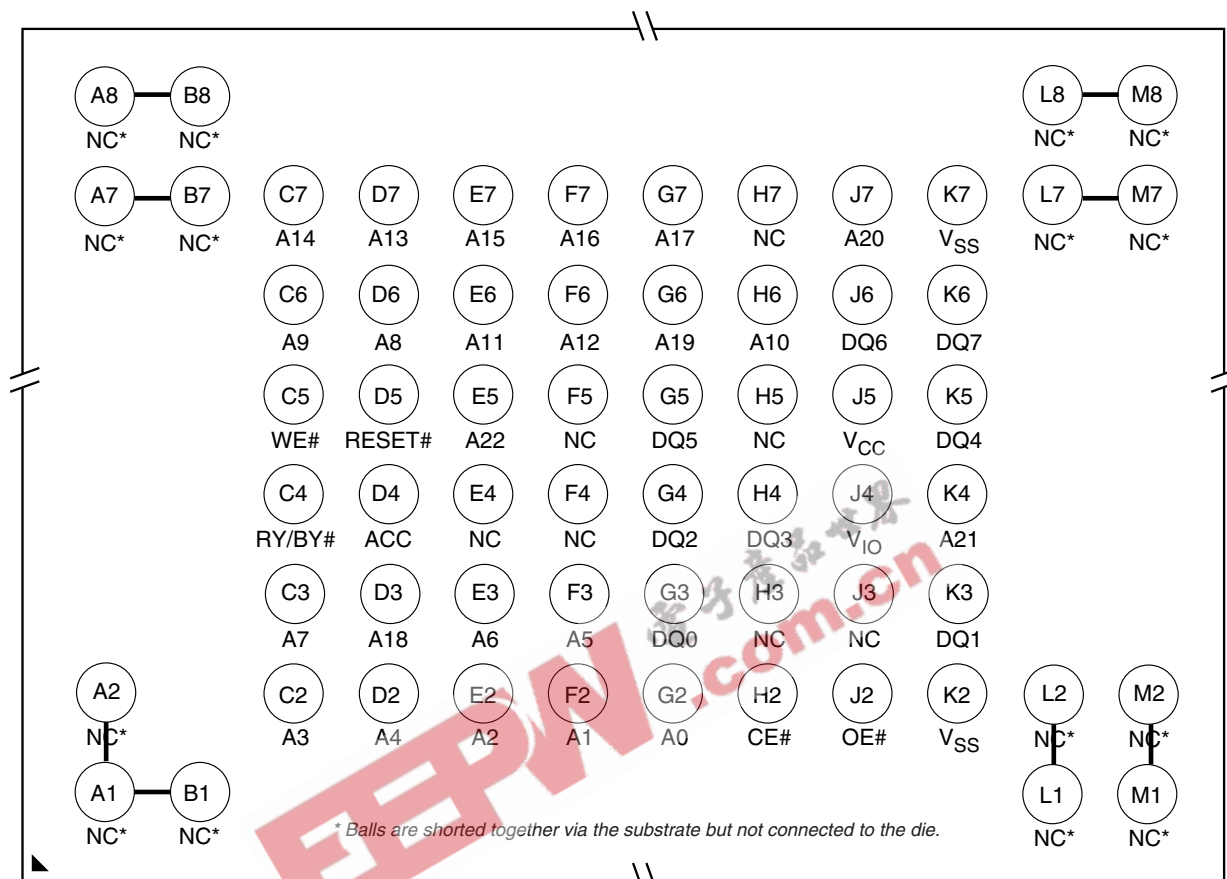 A8 B8 L8 M8
NC* NC* NC* NC*
A7 B7 C7 D7 E7 F7 G7 H7 J7 K7 L7 M7
NC* NC* A14 A13 A15 A16 A17 NC A20 VSS NC* NC*
C6 D6 E6 F6 G6 H6 J6 K6
A9 A8 A11 A12 A19 A10 DQ6 DQ7
C5 D5 E5 F5 G5 H5 J5 K5
WE# RESET# A22 NC DQ5 NC VCC DQ4
C4 D4 E4 F4 G4 H4 J4 K4
RY/BY# ACC NC NC DQ2 DQ3 VIO A21
C3 D3 E3 F3 G3 H3 J3 K3
A7 A18 A6 A5 DQ0 NC NC DQ1
A2 C2 D2 E2 F2 G2 H2 J2 K2 L2 M2
NC* A3 A4 A2 A1 A0 CE# OE# VSS NC* NC*
A1 B1 L1 M1
NC* NC* NC* NC*
* Balls are shorted together via the substrate but not connected to the die.
EEPW.com.cn
电子产品世界